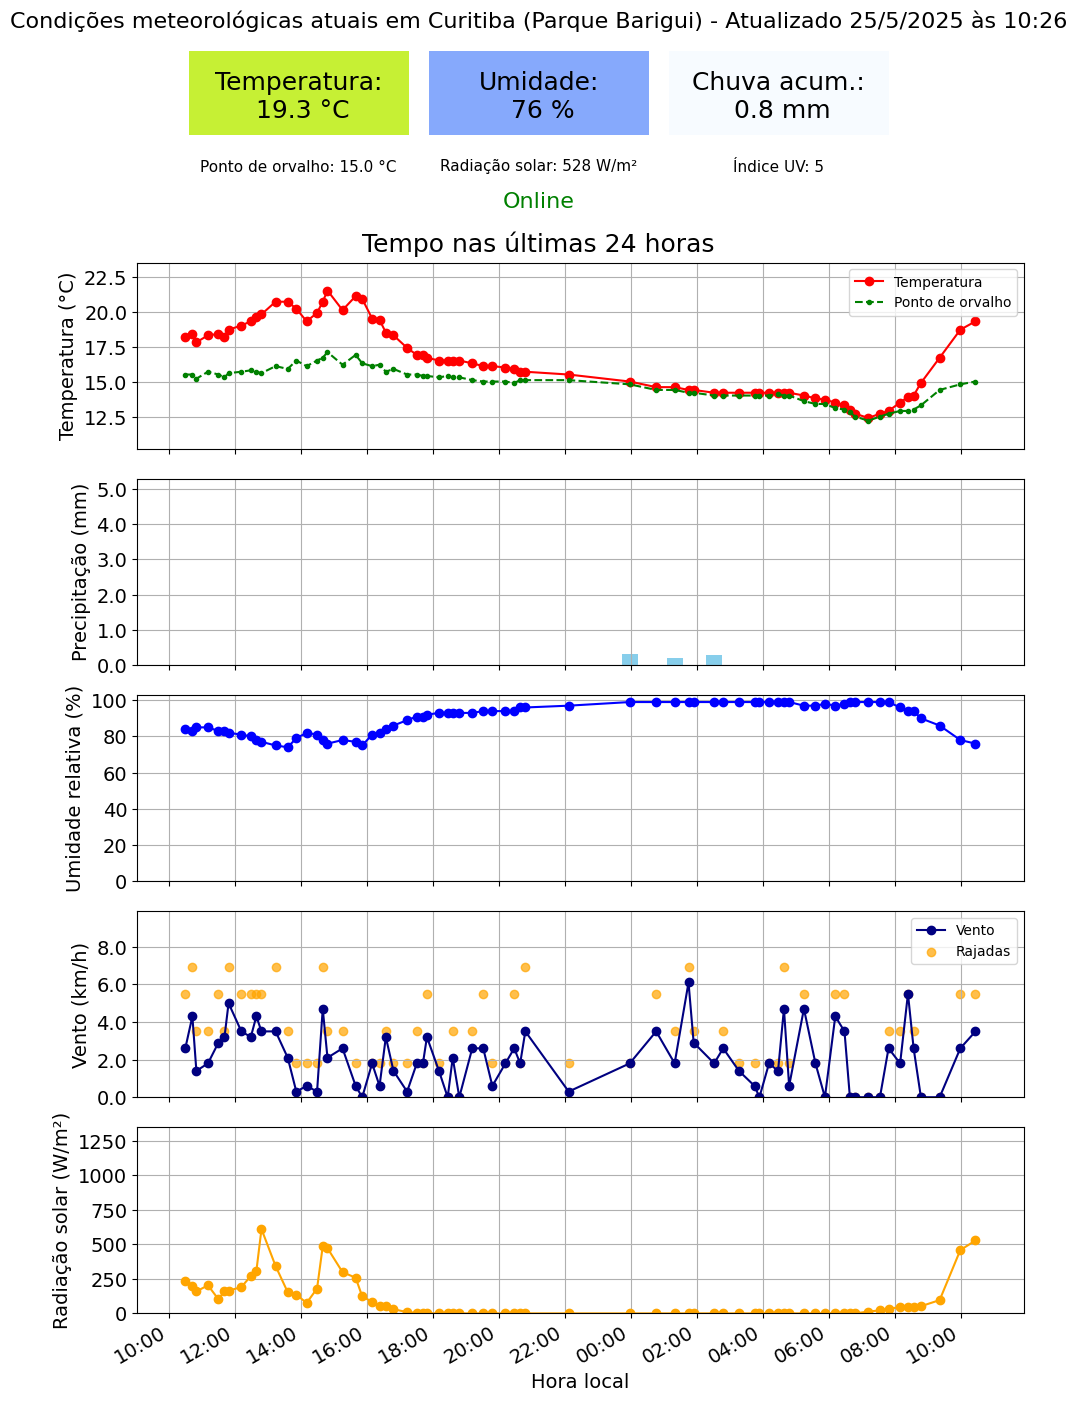 Condições meteorológicas atuais em Curitiba (Parque Barigui) - Atualizado 25/5/2025 às 10:26
Temperatura:
19.3 °C
Umidade:
76 %
Chuva acum.:
0.8 mm
Ponto de orvalho: 15.0 °C
Radiação solar: 528 W/m²
Índice UV: 5
Online
Tempo nas últimas 24 horas
Temperatura (°C)
22.5
20.0
17.5
15.0
12.5
Temperatura
Ponto de orvalho
Precipitação (mm)
5.0
4.0
3.0
2.0
1.0
0.0
Umidade relativa (%)
100
80
60
40
20
0
Vento (km/h)
8.0
6.0
4.0
2.0
0.0
Vento
Rajadas
Radiação solar (W/m²)
1250
1000
750
500
250
0
10:00
12:00
14:00
16:00
18:00
20:00
22:00
00:00
02:00
04:00
06:00
08:00
10:00
Hora local